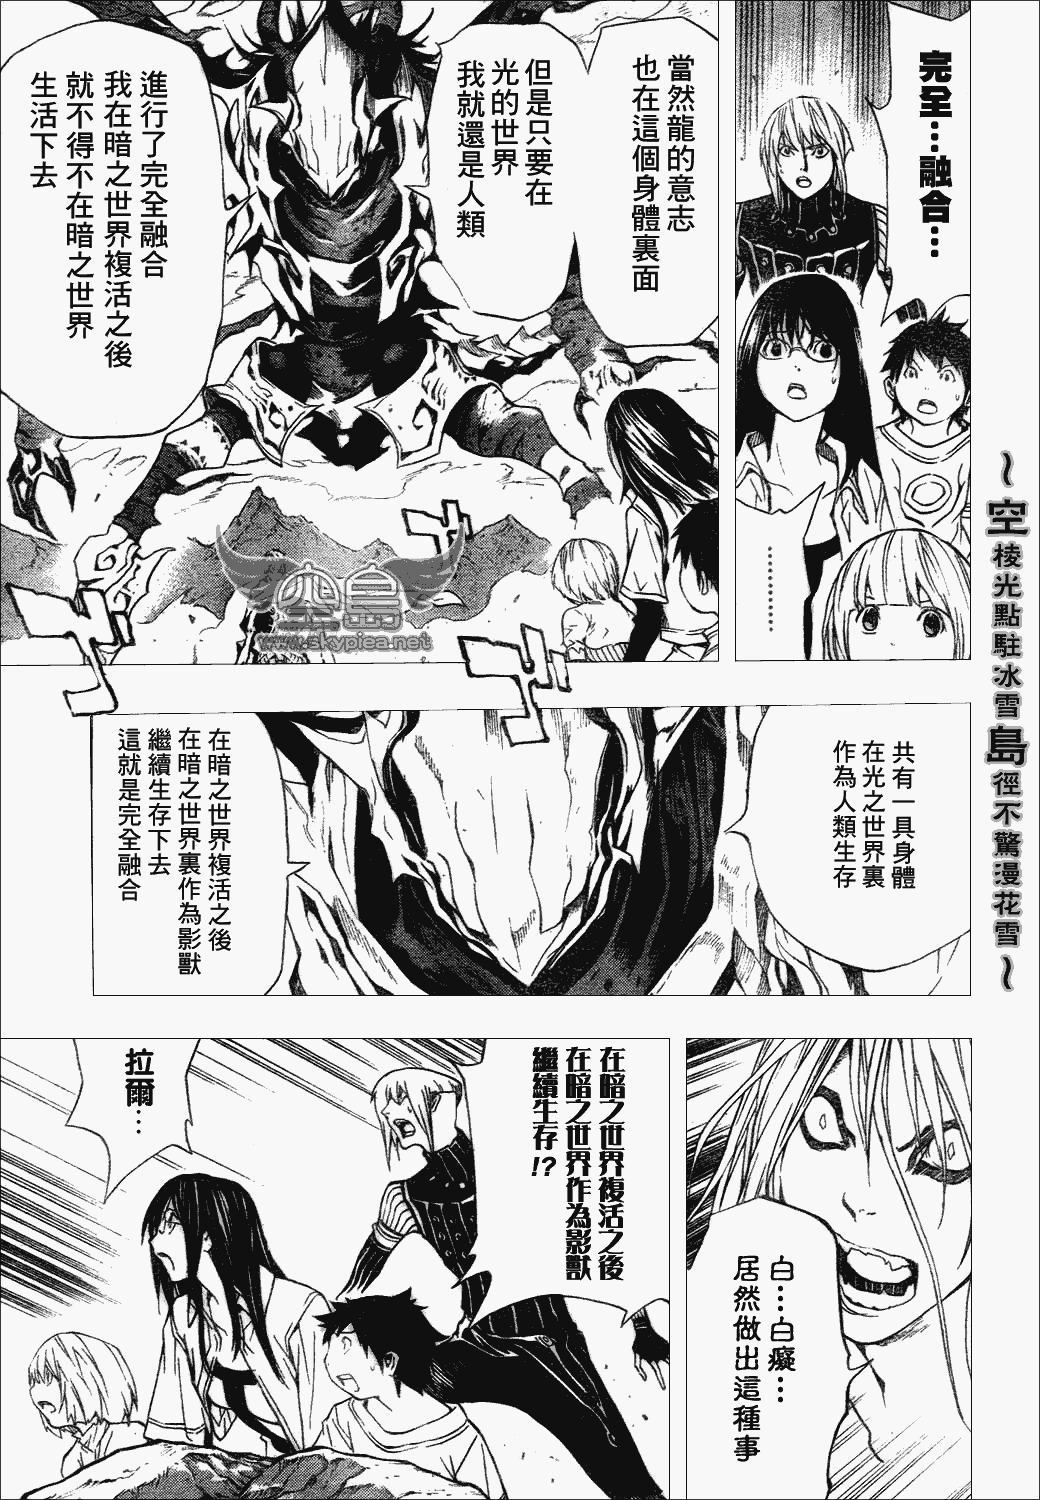 完全…融合…
…………
當然龍的意志
也在這個身體裏面
但是只要在
光的世界
我就還是人類
進行了完全融合
我在暗之世界複活之後
就不得不在暗之世界
生活下去
ゴゴゴ
空島
www.skypiea.net
共有一具身體
在光之世界裏
作為人類生存
在暗之世界複活之後
在暗之世界裏作為影獸
繼續生存下去
這就是完全融合
白…白癡…
居然做出這種事
在暗之世界複活之後
在暗之世界作為影獸
繼續生存!?
拉爾…
~空棱光點駐冰雪島徑不驚漫花雪~